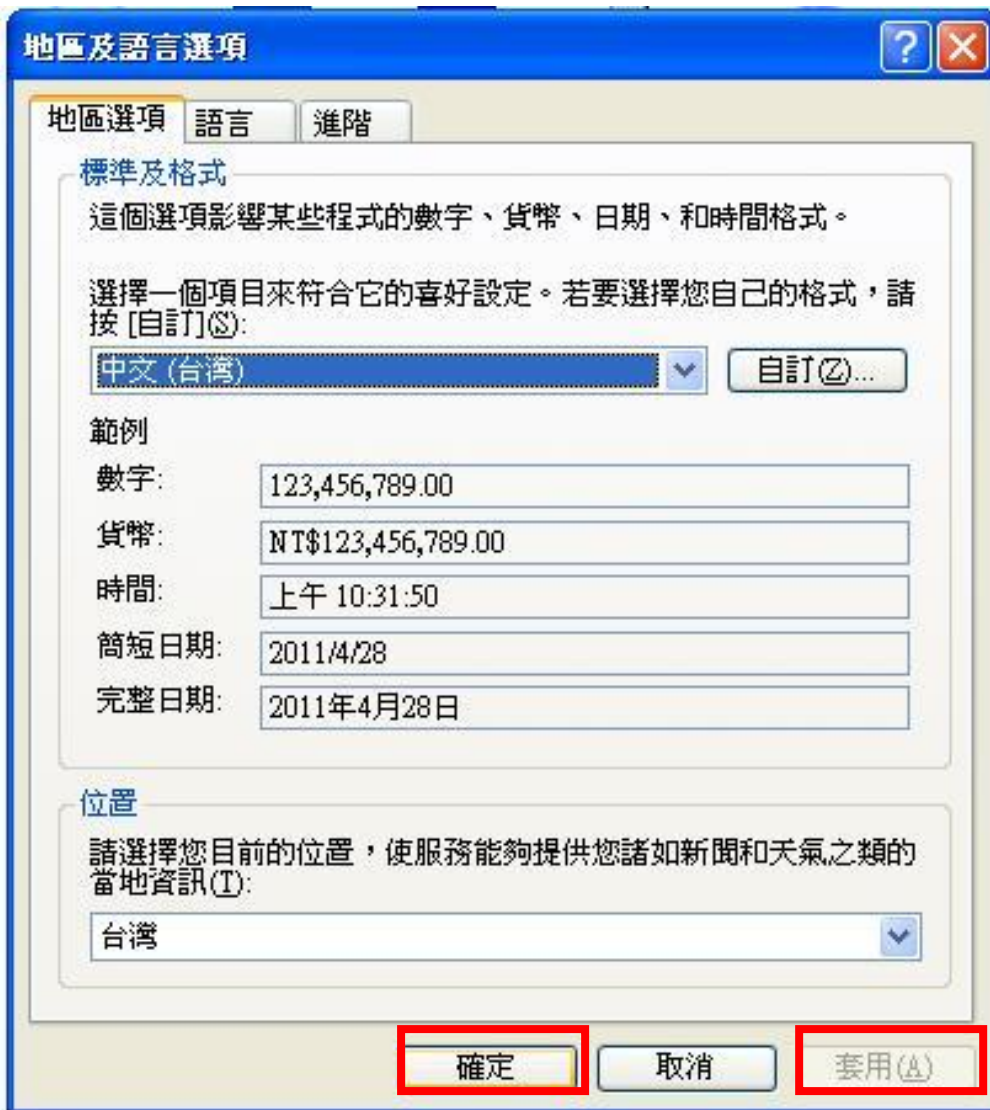 地區及語言選項
地區選項 語言 進階
標準及格式
這個選項影響某些程式的數字、貨幣、日期、和時間格式。
選擇一個項目來符合它的喜好設定。若要選擇您自己的格式，請
按 [自訂](S):
中文 (台灣) 自訂(Z)...
範例
數字: 123,456,789.00
貨幣: NT$123,456,789.00
時間: 上午 10:31:50
簡短日期: 2011/4/28
完整日期: 2011年4月28日
位置
請選擇您目前的位置，使服務能夠提供您諸如新聞和天氣之類的
當地資訊(T):
台灣
確定 取消 套用(A)